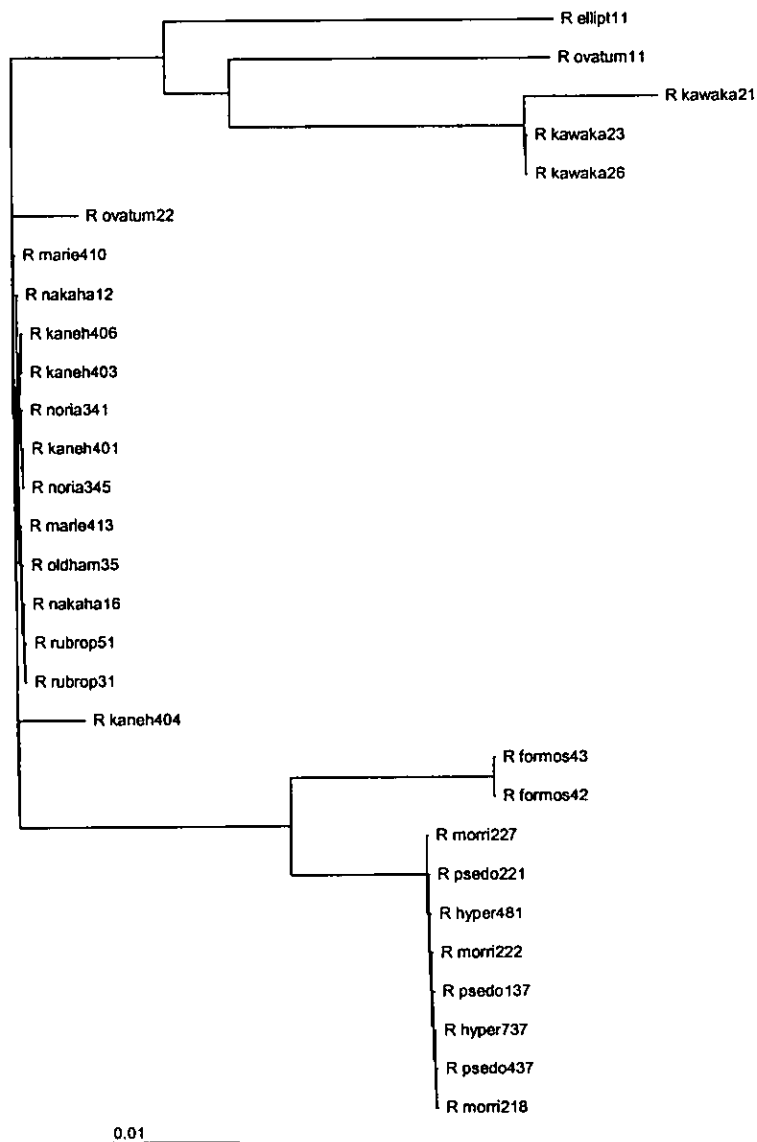 R ellipt11
R ovatum11
R kawaka21
R kawaka23
R kawaka26
R ovatum22
R marie410
R nakaha12
R kaneh406
R kaneh403
R noria341
R kaneh401
R noria345
R marie413
R oldham35
R nakaha16
R rubrop51
R rubrop31
R kaneh404
R formos43
R formos42
R morri227
R psedo221
R hyper481
R morri222
R psedo137
R hyper737
R psedo437
R morri218
0.01